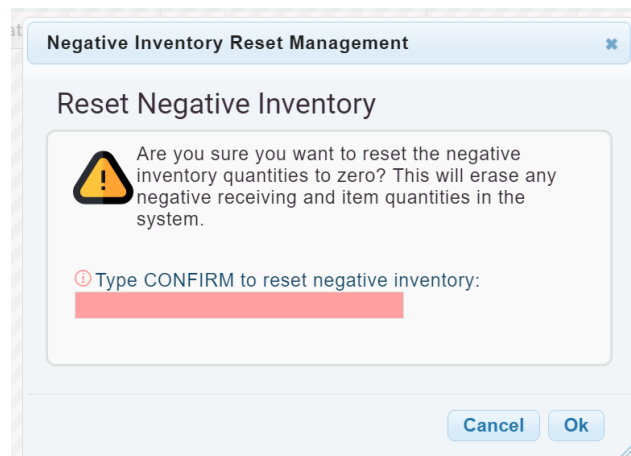 at
Negative Inventory Reset Management
Reset Negative Inventory
Are you sure you want to reset the negative
inventory quantities to zero? This will erase any
negative receiving and item quantities in the
system.
Type CONFIRM to reset negative inventory:
Cancel Ok